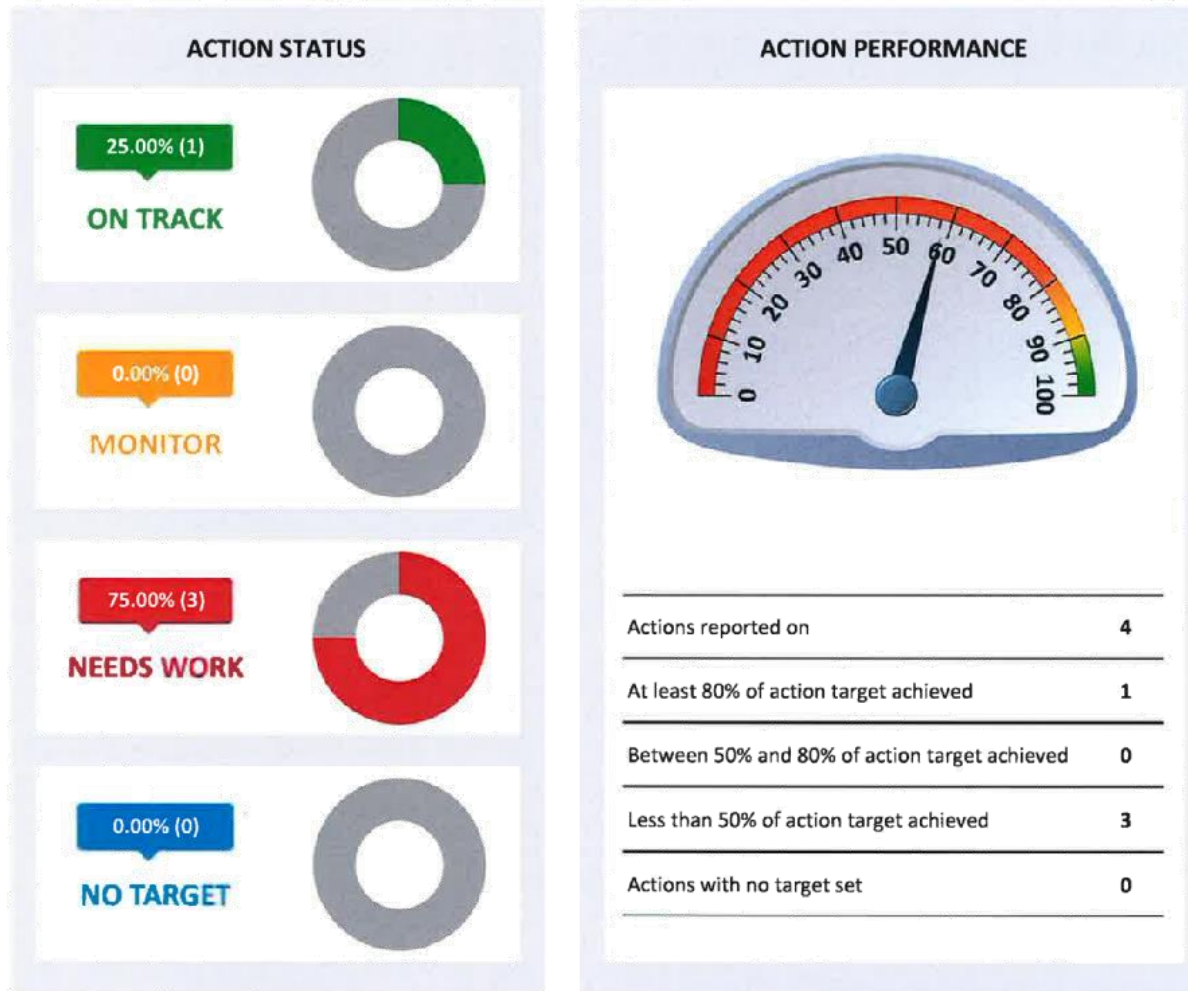 ACTION STATUS
25.00% (1)
ON TRACK
0.00% (0)
MONITOR
75.00% (3)
NEEDS WORK
0.00% (0)
NO TARGET
ACTION PERFORMANCE
0 10 20 30 40 50 60 70 80 90 100
Actions reported on 4
At least 80% of action target achieved 1
Between 50% and 80% of action target achieved 0
Less than 50% of action target achieved 3
Actions with no target set 0